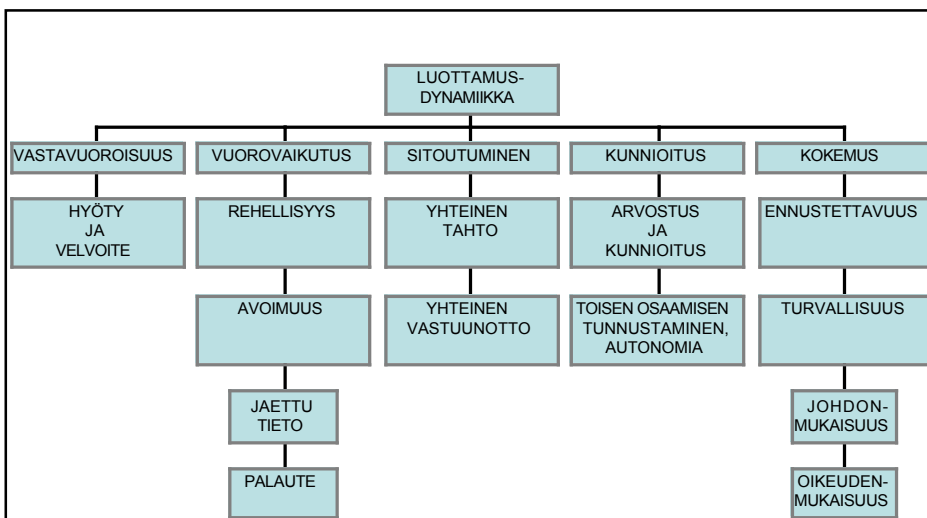 LUOTTAMUS-
DYNAMIIKKA
VASTAVUOROISUUS
VUOROVAIKUTUS
SITOUTUMINEN
KUNNIOITUS
KOKEMUS
HYÖTY
JA
VELVOITE
REHELLISYYS
YHTEINEN
TAHTO
ARVOSTUS
JA
KUNNIOITUS
ENNUSTETTAVUUS
AVOIMUUS
YHTEINEN
VASTUUNOTTO
TOISEN OSAAMISEN
TUNNUSTAMINEN,
AUTONOMIA
TURVALLISUUS
JAETTU
TIETO
JOHDON-
MUKAISUUS
PALAUTE
OIKEUDEN-
MUKAISUUS